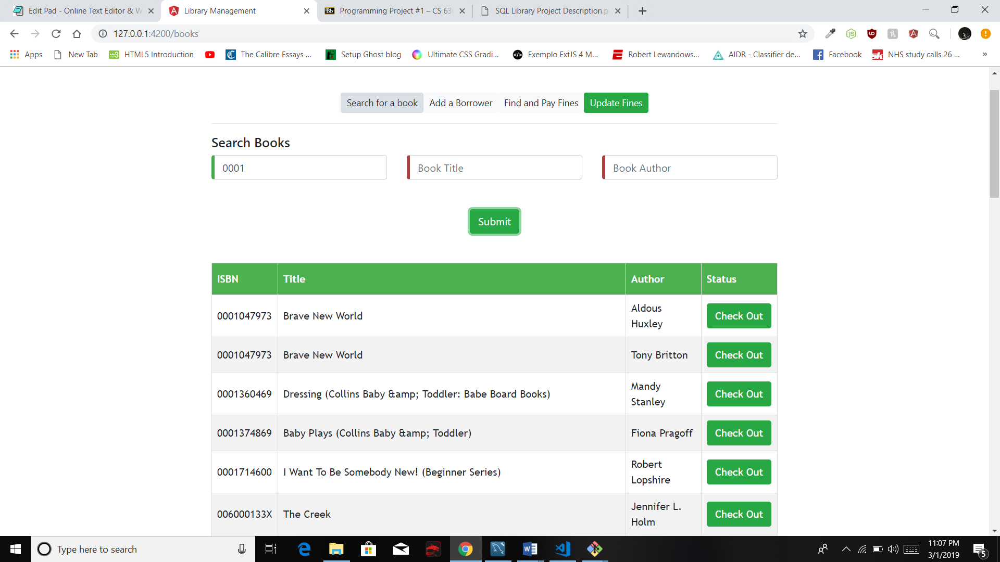 Edit Pad - Online Text Editor & W
Library Management
Programming Project #1 – CS 636
SQL Library Project Description.p
127.0.0.1:4200/books
Apps
New Tab
HTML5 Introduction
The Calibre Essays ...
Setup Ghost blog
Ultimate CSS Gradi...
Exemplo ExtJS 4 M...
Robert Lewandows...
AIDR - Classifier de...
Facebook
NHS study calls 26 ...
»
Search for a book
Add a Borrower
Find and Pay Fines
Update Fines
Search Books
0001
Book Title
Book Author
Submit
ISBN Title Author Status
0001047973 Brave New World Aldous Huxley Check Out
0001047973 Brave New World Tony Britton Check Out
0001360469 Dressing (Collins Baby &amp; Toddler: Babe Board Books) Mandy Stanley Check Out
0001374869 Baby Plays (Collins Baby &amp; Toddler) Fiona Pragoff Check Out
0001714600 I Want To Be Somebody New! (Beginner Series) Robert Lopshire Check Out
006000133X The Creek Jennifer L. Holm Check Out
Type here to search
11:07 PM
3/1/2019
5